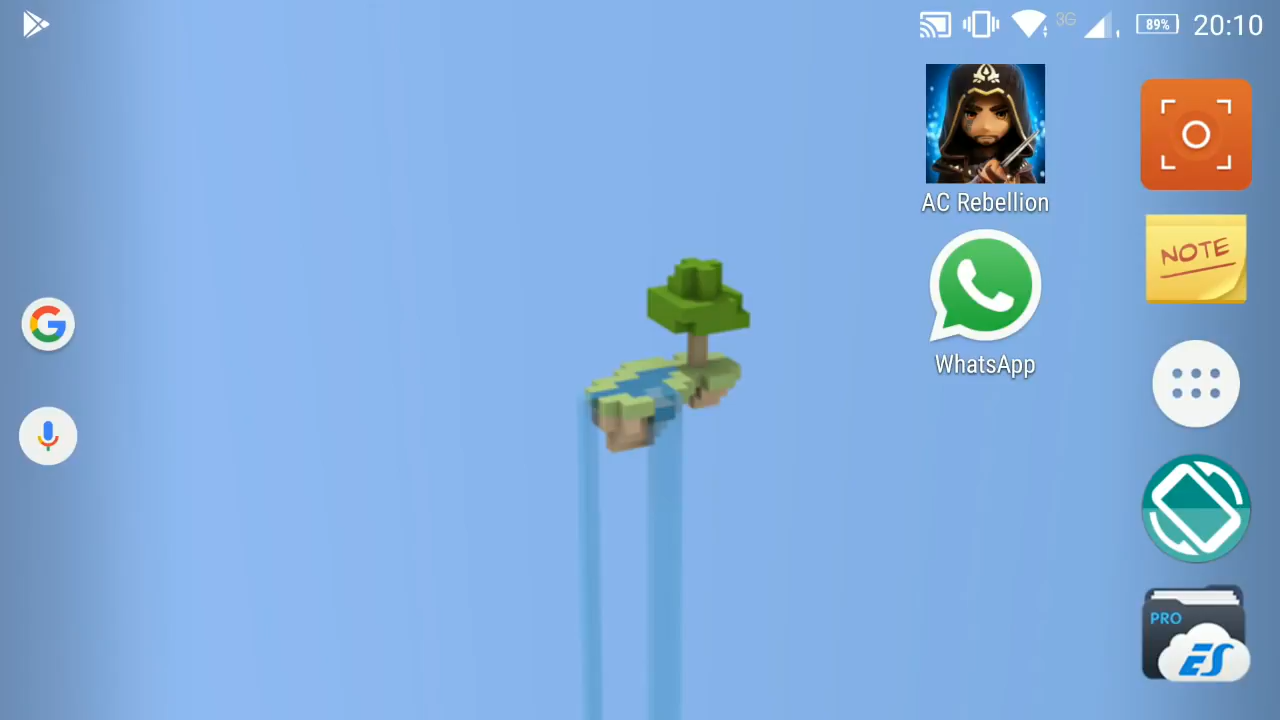 3G 89% 20:10
AC Rebellion
NOTE
WhatsApp
PRO
ES